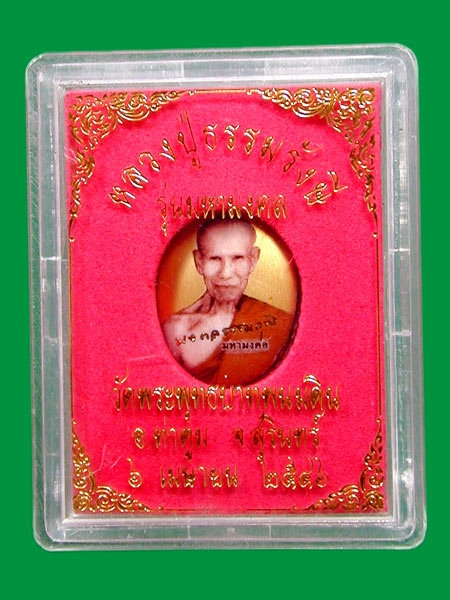 หลวงปู่ธรรมรังษี
รุ่นมหามงคล
มหามงคล
วัดพระพุทธบาทพนมดิน
อ.ท่าตูม จ.สุรินทร์
๖ เมษายน ๒๕๔๖